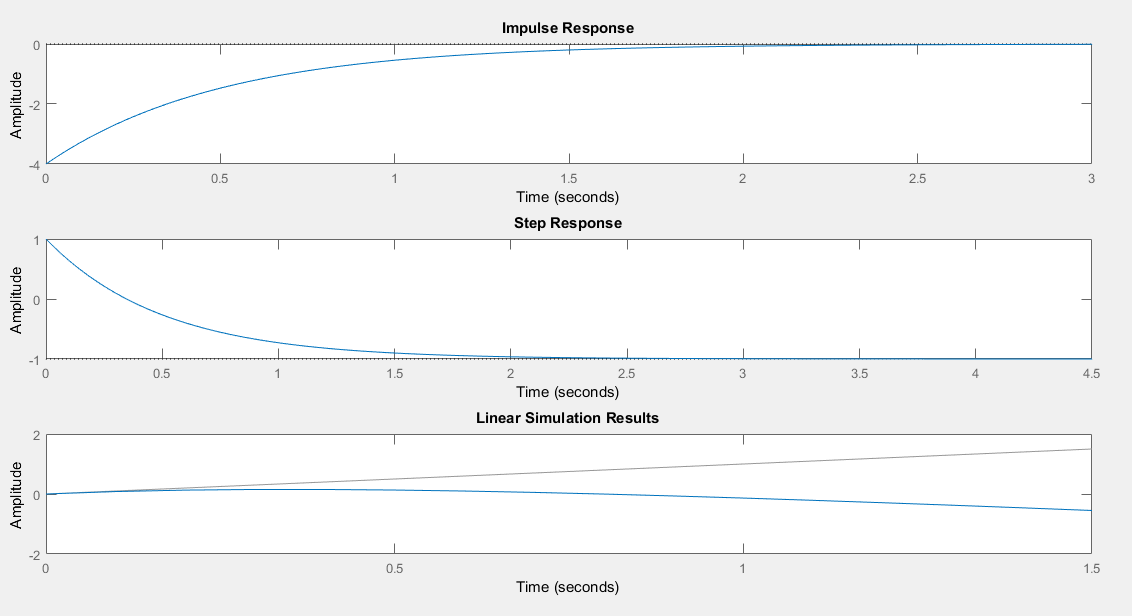 Impulse Response
0
-2
-4
Amplitude
0 0.5 1 1.5 2 2.5 3
Time (seconds)
Step Response
1
0
-1
Amplitude
0 0.5 1 1.5 2 2.5 3 3.5 4 4.5
Time (seconds)
Linear Simulation Results
2
0
-2
Amplitude
0 0.5 1 1.5
Time (seconds)